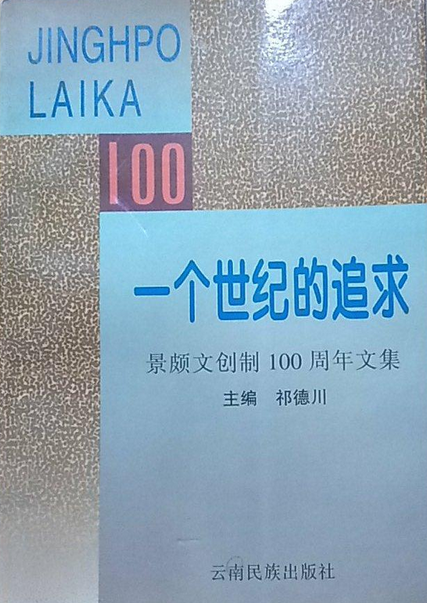 JINGHPO
LAIKA
100
一个世纪的追求
景颇文创制100周年文集
主编 祁德川
云南民族出版社